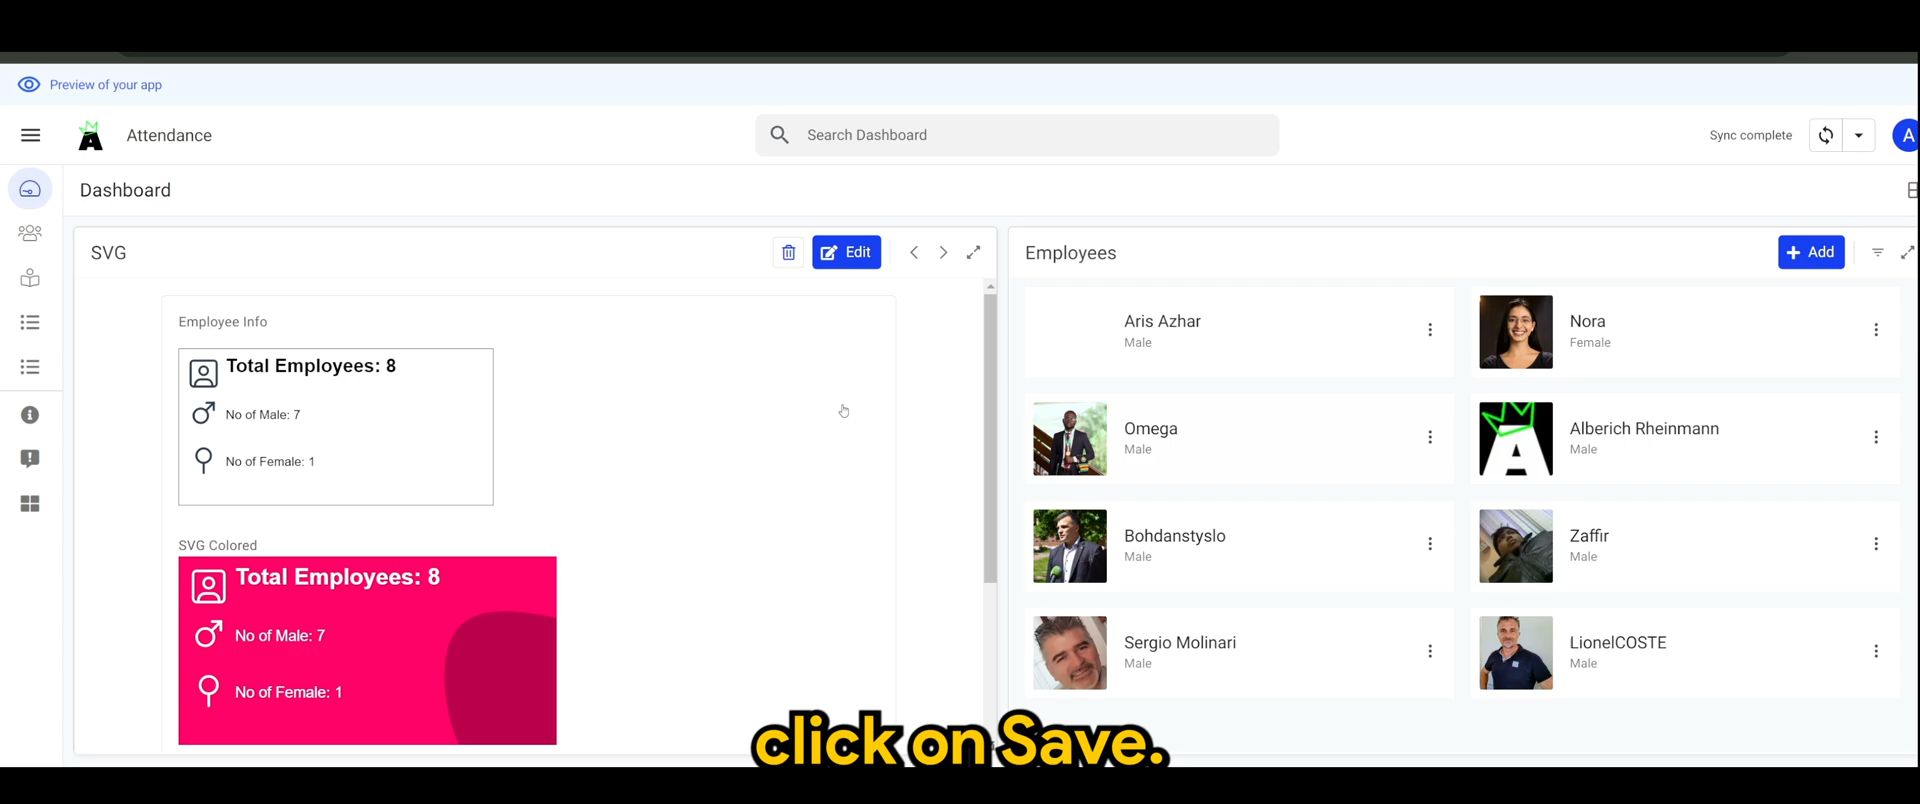 Preview of your app
Attendance
Search Dashboard
Sync complete
A
Dashboard
SVG
Edit
Employee Info
Total Employees: 8
No of Male: 7
No of Female: 1
SVG Colored
Total Employees: 8
No of Male: 7
No of Female: 1
Employees
Add
Aris Azhar
Male
Nora
Female
Omega
Male
Alberich Rheinmann
Male
Bohdanstyslo
Male
Zaffir
Male
Sergio Molinari
Male
LionelCOSTE
Male
click on Save.